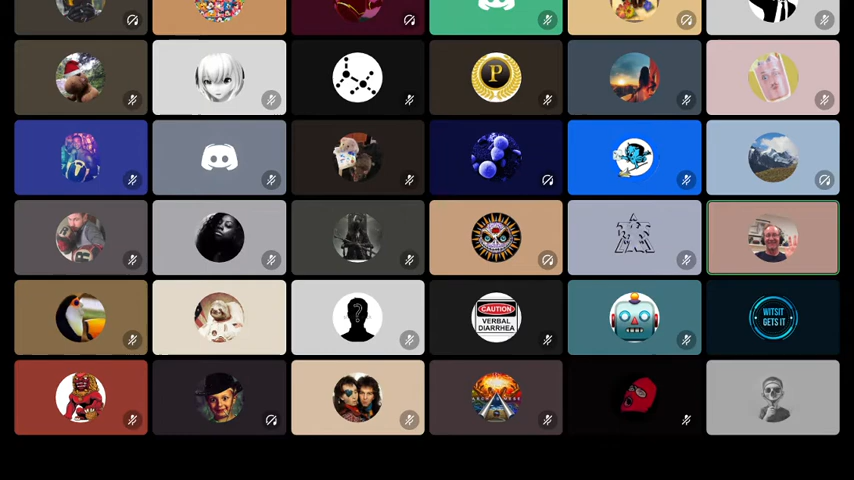 P
?
CAUTION
VERBAL
DIARRHEA
WITSIT
GETS IT